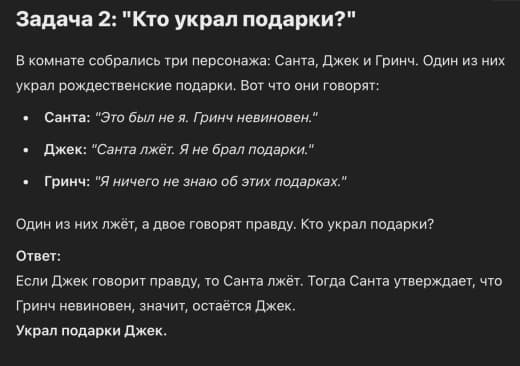 Задача 2: "Кто украл подарки?"
В комнате собрались три персонажа: Санта, Джек и Гринч. Один из них
украл рождественские подарки. Вот что они говорят:
• Санта: "Это был не я. Гринч невиновен."
• Джек: "Санта лжёт. Я не брал подарки."
• Гринч: "Я ничего не знаю об этих подарках."
Один из них лжёт, а двое говорят правду. Кто украл подарки?
Ответ:
Если Джек говорит правду, то Санта лжёт. Тогда Санта утверждает, что
Гринч невиновен, значит, остаётся Джек.
Украл подарки Джек.